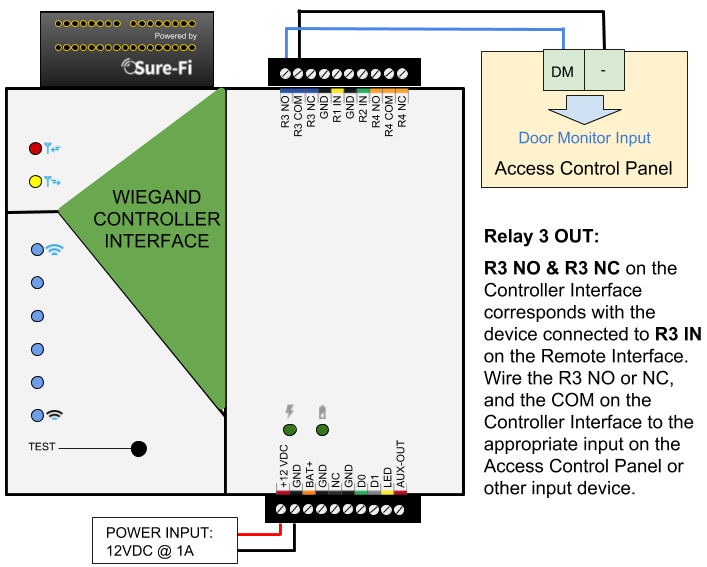 Powered by
Sure-Fi
R3 NO
R3 COM
R3 NC
GND
R1 IN
GND
R2 IN
R4 NO
R4 COM
R4 NC
DM
-
Door Monitor Input
Access Control Panel
WIEGAND
CONTROLLER
INTERFACE
Relay 3 OUT:
R3 NO & R3 NC on the
Controller Interface
corresponds with the
device connected to R3 IN
on the Remote Interface.
Wire the R3 NO or NC,
and the COM on the
Controller Interface to the
appropriate input on the
Access Control Panel or
other input device.
TEST
+12 VDC
GND
BAT+
GND
NC
GND
D0
D1
LED
AUX-OUT
POWER INPUT:
12VDC @ 1A